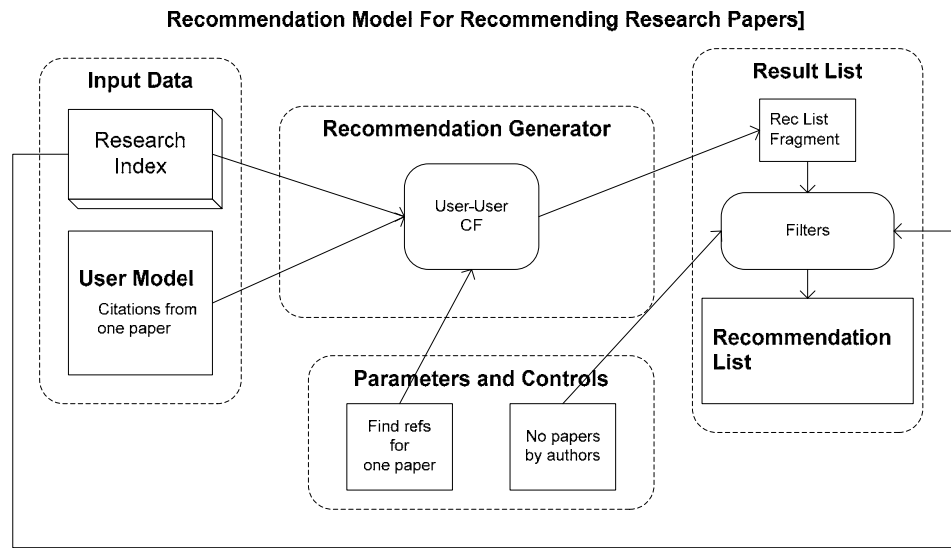 Recommendation Model For Recommending Research Papers]
Input Data
Research
Index
User Model
Citations from
one paper
Recommendation Generator
User-User
CF
Parameters and Controls
Find refs
for
one paper
No papers
by authors
Result List
Rec List
Fragment
Filters
Recommendation
List